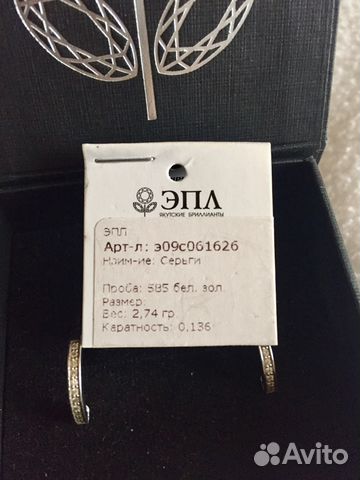 ЭПЛ
ЯКУТСКИЕ БРИЛЛИАНТЫ
ЭПЛ
Арт-л: э09с061626
Наим-ие: Серьги
Проба: 585 бел. зол.
Размер:
Вес: 2,74 гр
Каратность: 0,136
Avito